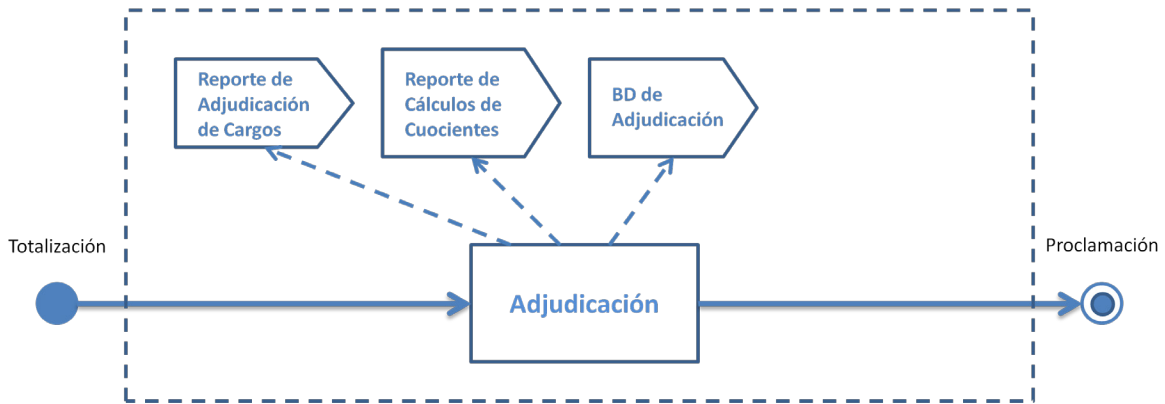 Reporte de
Adjudicación
de Cargos
Reporte de
Cálculos de
Cuocientes
BD de
Adjudicación
Totalización
Adjudicación
Proclamación